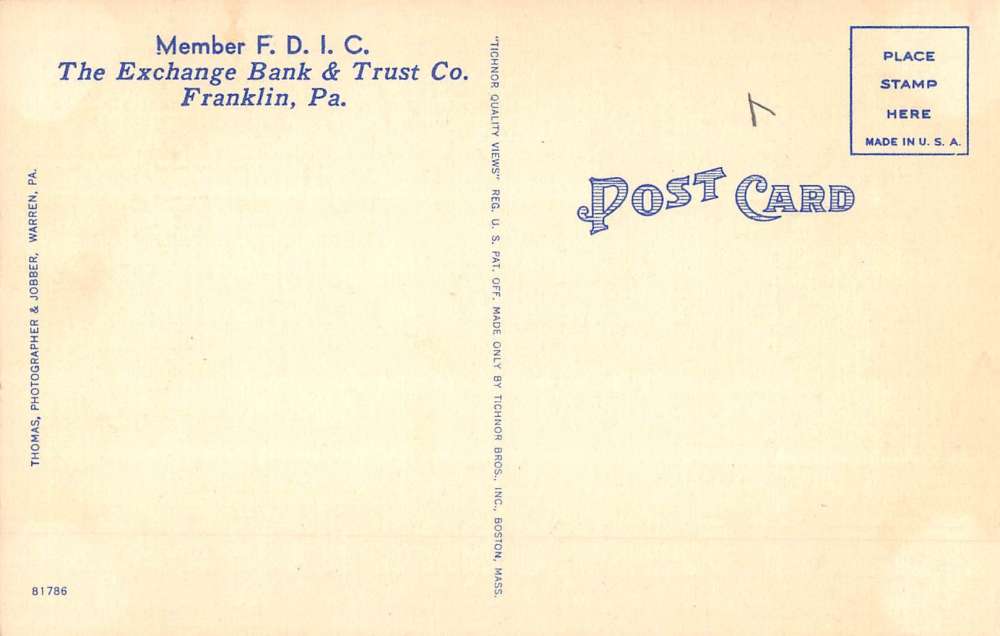 Member F. D. I. C.
The Exchange Bank & Trust Co.
Franklin, Pa.
THOMAS, PHOTOGRAPHER & JOBBER, WARREN, PA.
81786
"TICHNOR QUALITY VIEWS" REG. U. S. PAT. OFF. MADE ONLY BY TICHNOR BROS., INC., BOSTON, MASS.
POST CARD
PLACE
STAMP
HERE
MADE IN U. S. A.